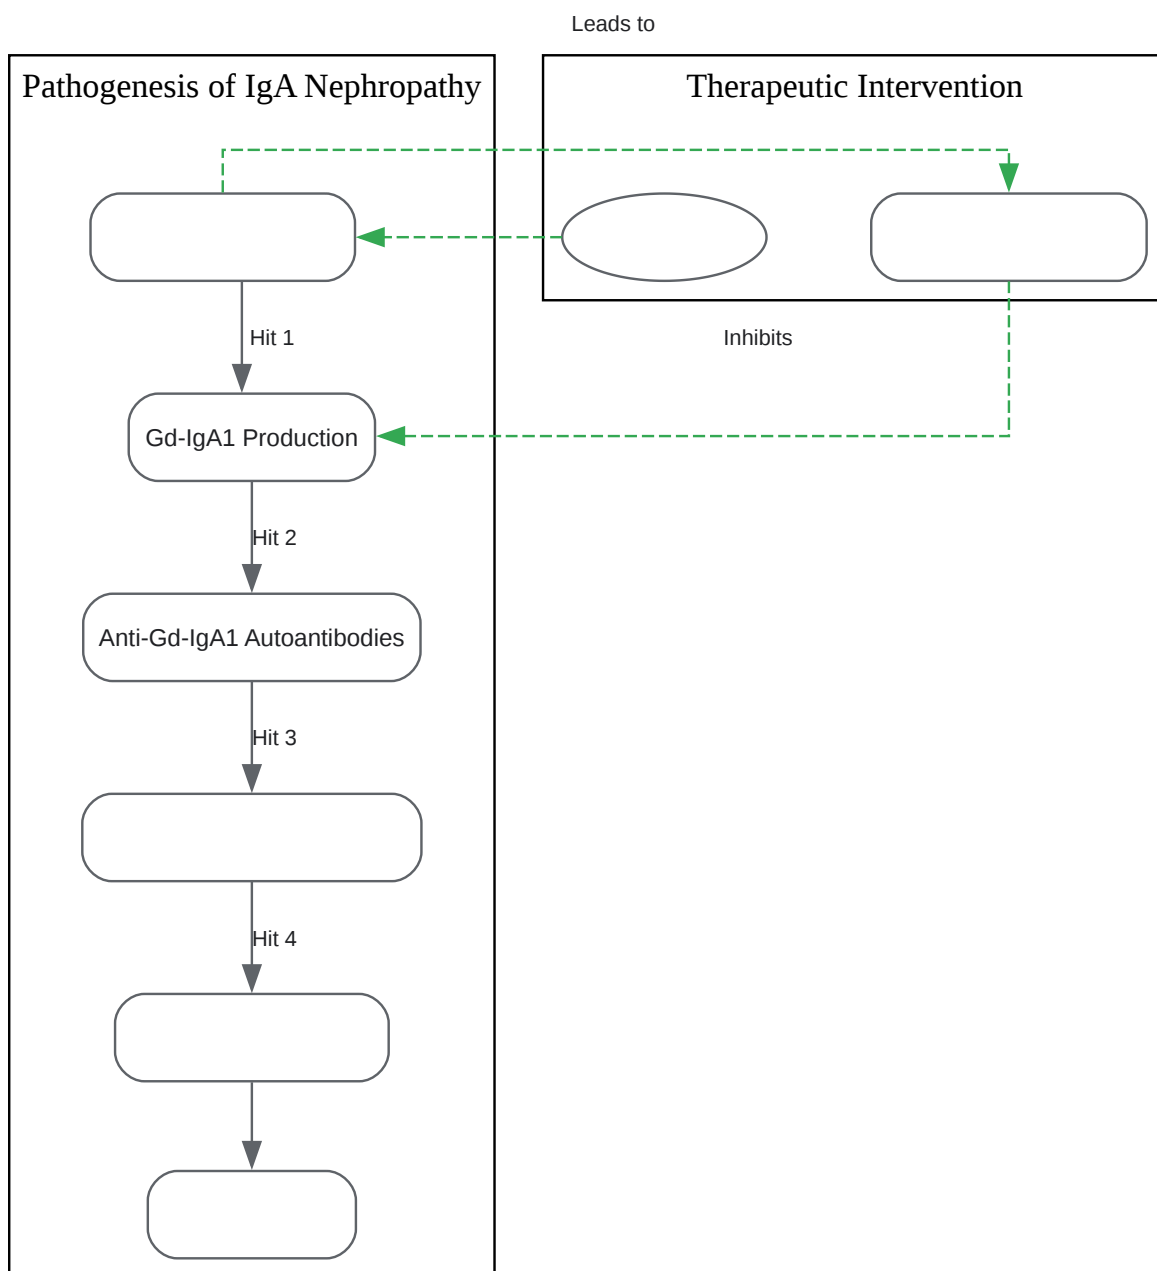 Leads to
Pathogenesis of IgA Nephropathy
Therapeutic Intervention
Hit 1
Inhibits
Gd-IgA1 Production
Hit 2
Anti-Gd-IgA1 Autoantibodies
Hit 3
Hit 4